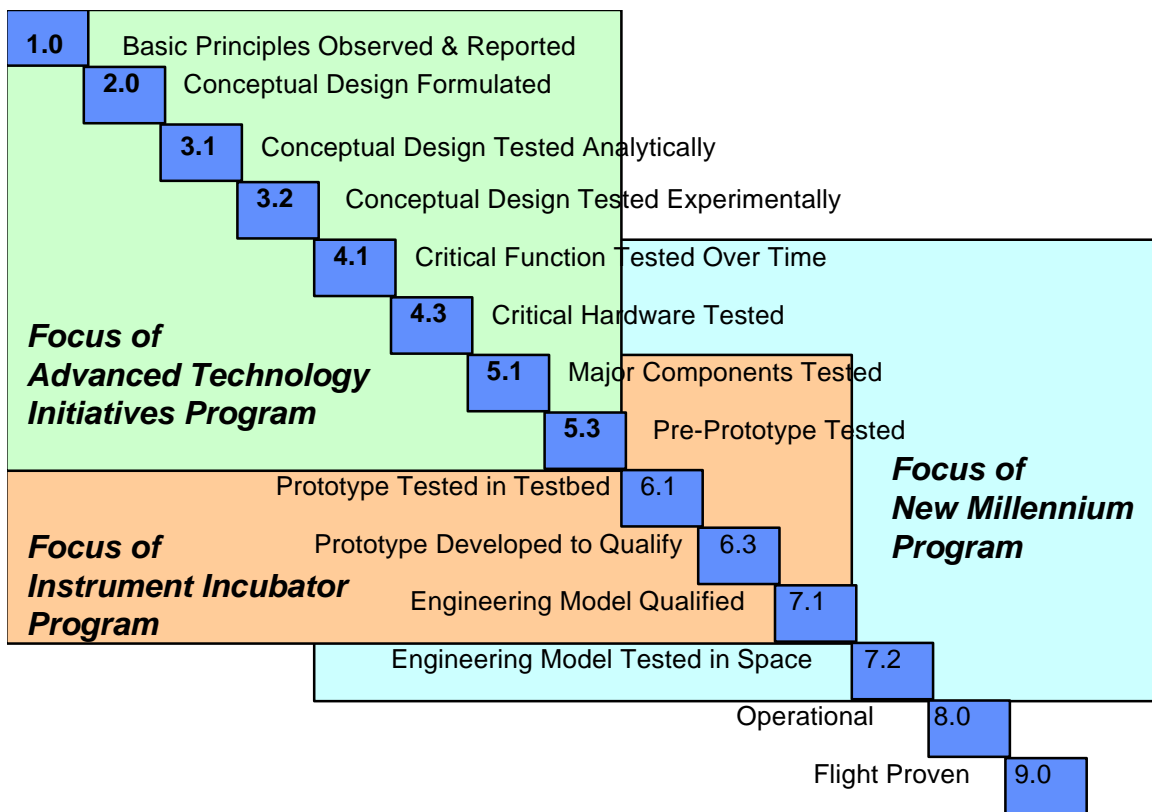 1.0 Basic Principles Observed & Reported
2.0 Conceptual Design Formulated
3.1 Conceptual Design Tested Analytically
3.2 Conceptual Design Tested Experimentally
4.1 Critical Function Tested Over Time
4.3 Critical Hardware Tested
Focus of
Advanced Technology
Initiatives Program
5.1 Major Components Tested
5.3 Pre-Prototype Tested
Focus of
New Millennium
Program
Prototype Tested in Testbed 6.1
Prototype Developed to Qualify 6.3
Focus of
Instrument Incubator
Program
Engineering Model Qualified 7.1
Engineering Model Tested in Space 7.2
Operational 8.0
Flight Proven 9.0